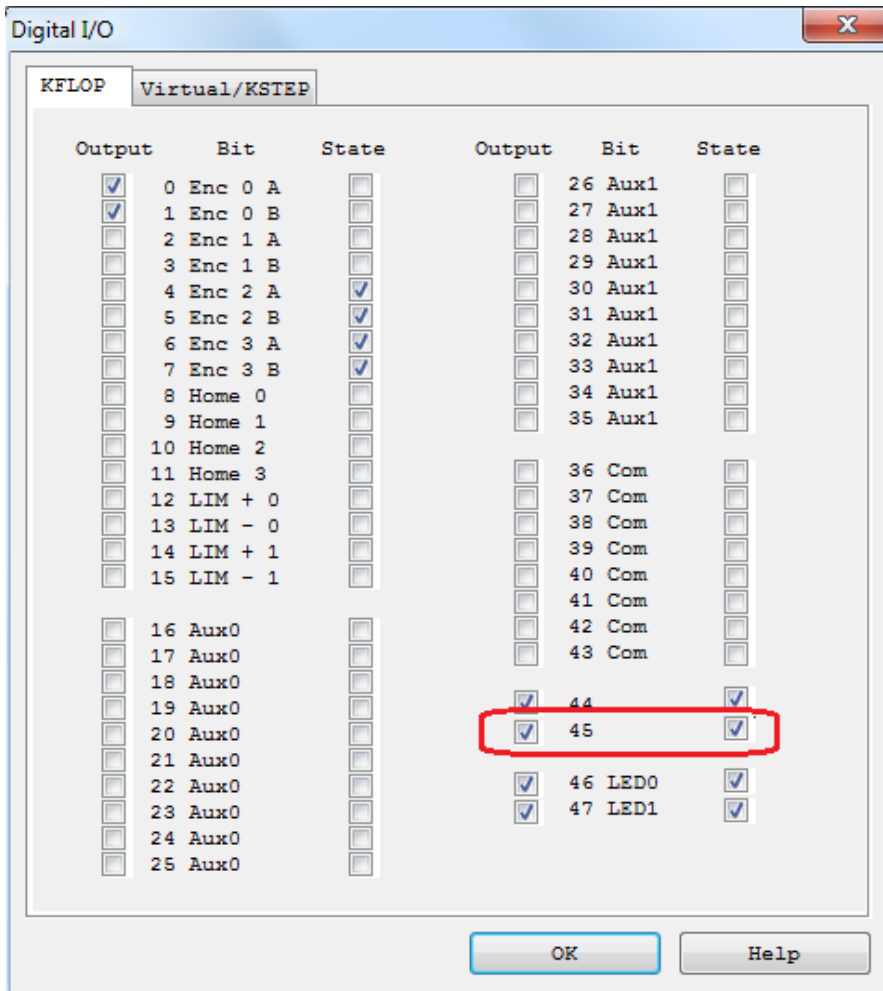 Digital I/O
KFLOP Virtual/KSTEP
Output Bit State
0 Enc 0 A
1 Enc 0 B
2 Enc 1 A
3 Enc 1 B
4 Enc 2 A
5 Enc 2 B
6 Enc 3 A
7 Enc 3 B
8 Home 0
9 Home 1
10 Home 2
11 Home 3
12 LIM + 0
13 LIM - 0
14 LIM + 1
15 LIM - 1
16 Aux0
17 Aux0
18 Aux0
19 Aux0
20 Aux0
21 Aux0
22 Aux0
23 Aux0
24 Aux0
25 Aux0
Output Bit State
26 Aux1
27 Aux1
28 Aux1
29 Aux1
30 Aux1
31 Aux1
32 Aux1
33 Aux1
34 Aux1
35 Aux1
36 Com
37 Com
38 Com
39 Com
40 Com
41 Com
42 Com
43 Com
44
45
46 LED0
47 LED1
OK Help